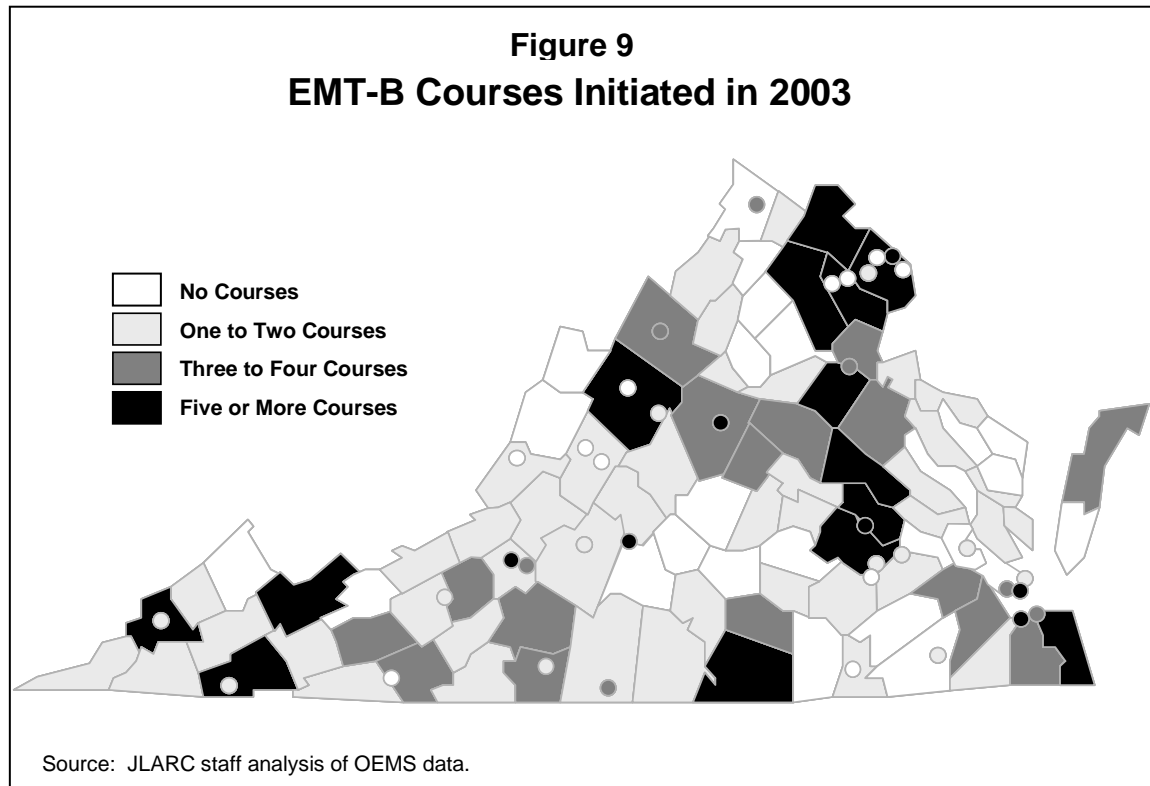 Figure 9
EMT-B Courses Initiated in 2003
No Courses
One to Two Courses
Three to Four Courses
Five or More Courses
Source:  JLARC staff analysis of OEMS data.